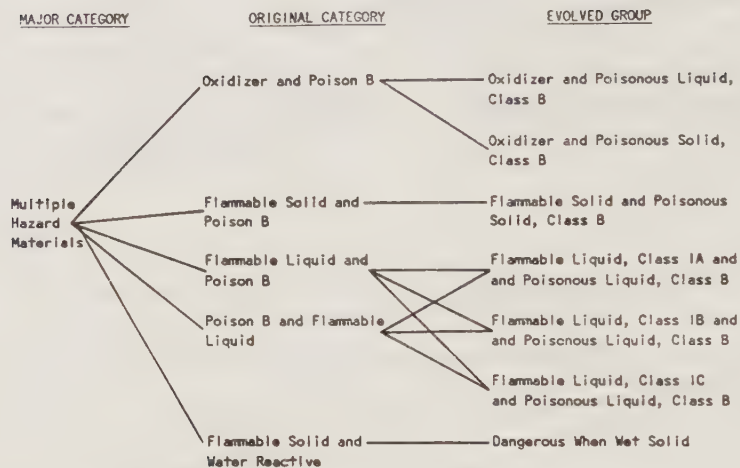 MAJOR CATEGORY
ORIGINAL CATEGORY
EVOLVED GROUP
Multiple
Hazard
Materials
Oxidizer and Poison B
Flammable Solid and
Poison B
Flammable Liquid and
Poison B
Poison B and Flammable
Liquid
Flammable Solid and
Water Reactive
Oxidizer and Poisonous Liquid,
Class B
Oxidizer and Poisonous Solid,
Class B
Flammable Solid and Poisonous
Solid, Class B
Flammable Liquid, Class IA and
and Poisonous Liquid, Class B
Flammable Liquid, Class IB and
and Poisonous Liquid, Class B
Flammable Liquid, Class IC
and Poisonous Liquid, Class B
Dangerous When Wet Solid